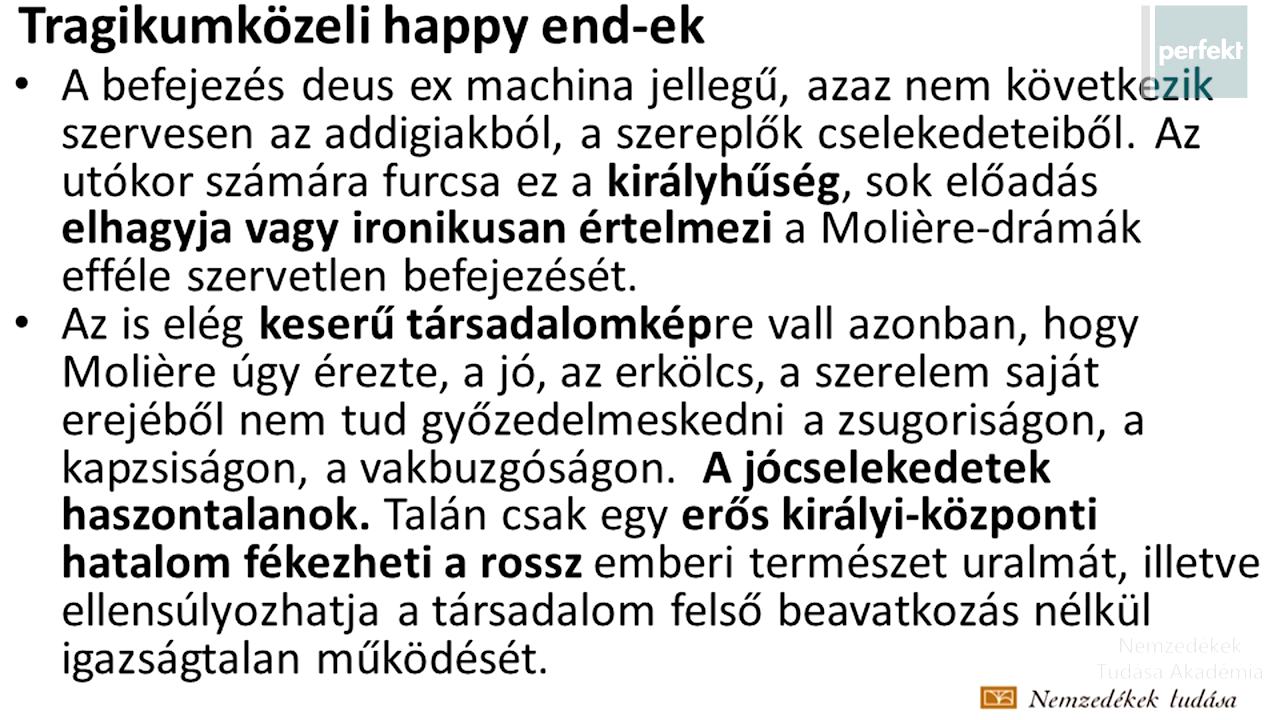 Tragikumközeli happy end-ek
perfekt
• A befejezés deus ex machina jellegű, azaz nem következik
szervesen az addigiakból, a szereplők cselekedeteiből. Az
utókor számára furcsa ez a királyhűség, sok előadás
elhagyja vagy ironikusan értelmezi a Molière-drámák
efféle szervetlen befejezését.
• Az is elég keserű társadalomképre vall azonban, hogy
Molière úgy érezte, a jó, az erkölcs, a szerelem saját
erejéből nem tud győzedelmeskedni a zsugoriságon, a
kapzsiságon, a vakbuzgóságon. A jócselekedetek
haszontalanok. Talán csak egy erős királyi-központi
hatalom fékezheti a rossz emberi természet uralmát, illetve
ellensúlyozhatja a társadalom felső beavatkozás nélkül
igazságtalan működését.
Nemzedékek
Tudása Akadémia
Nemzedékek tudása